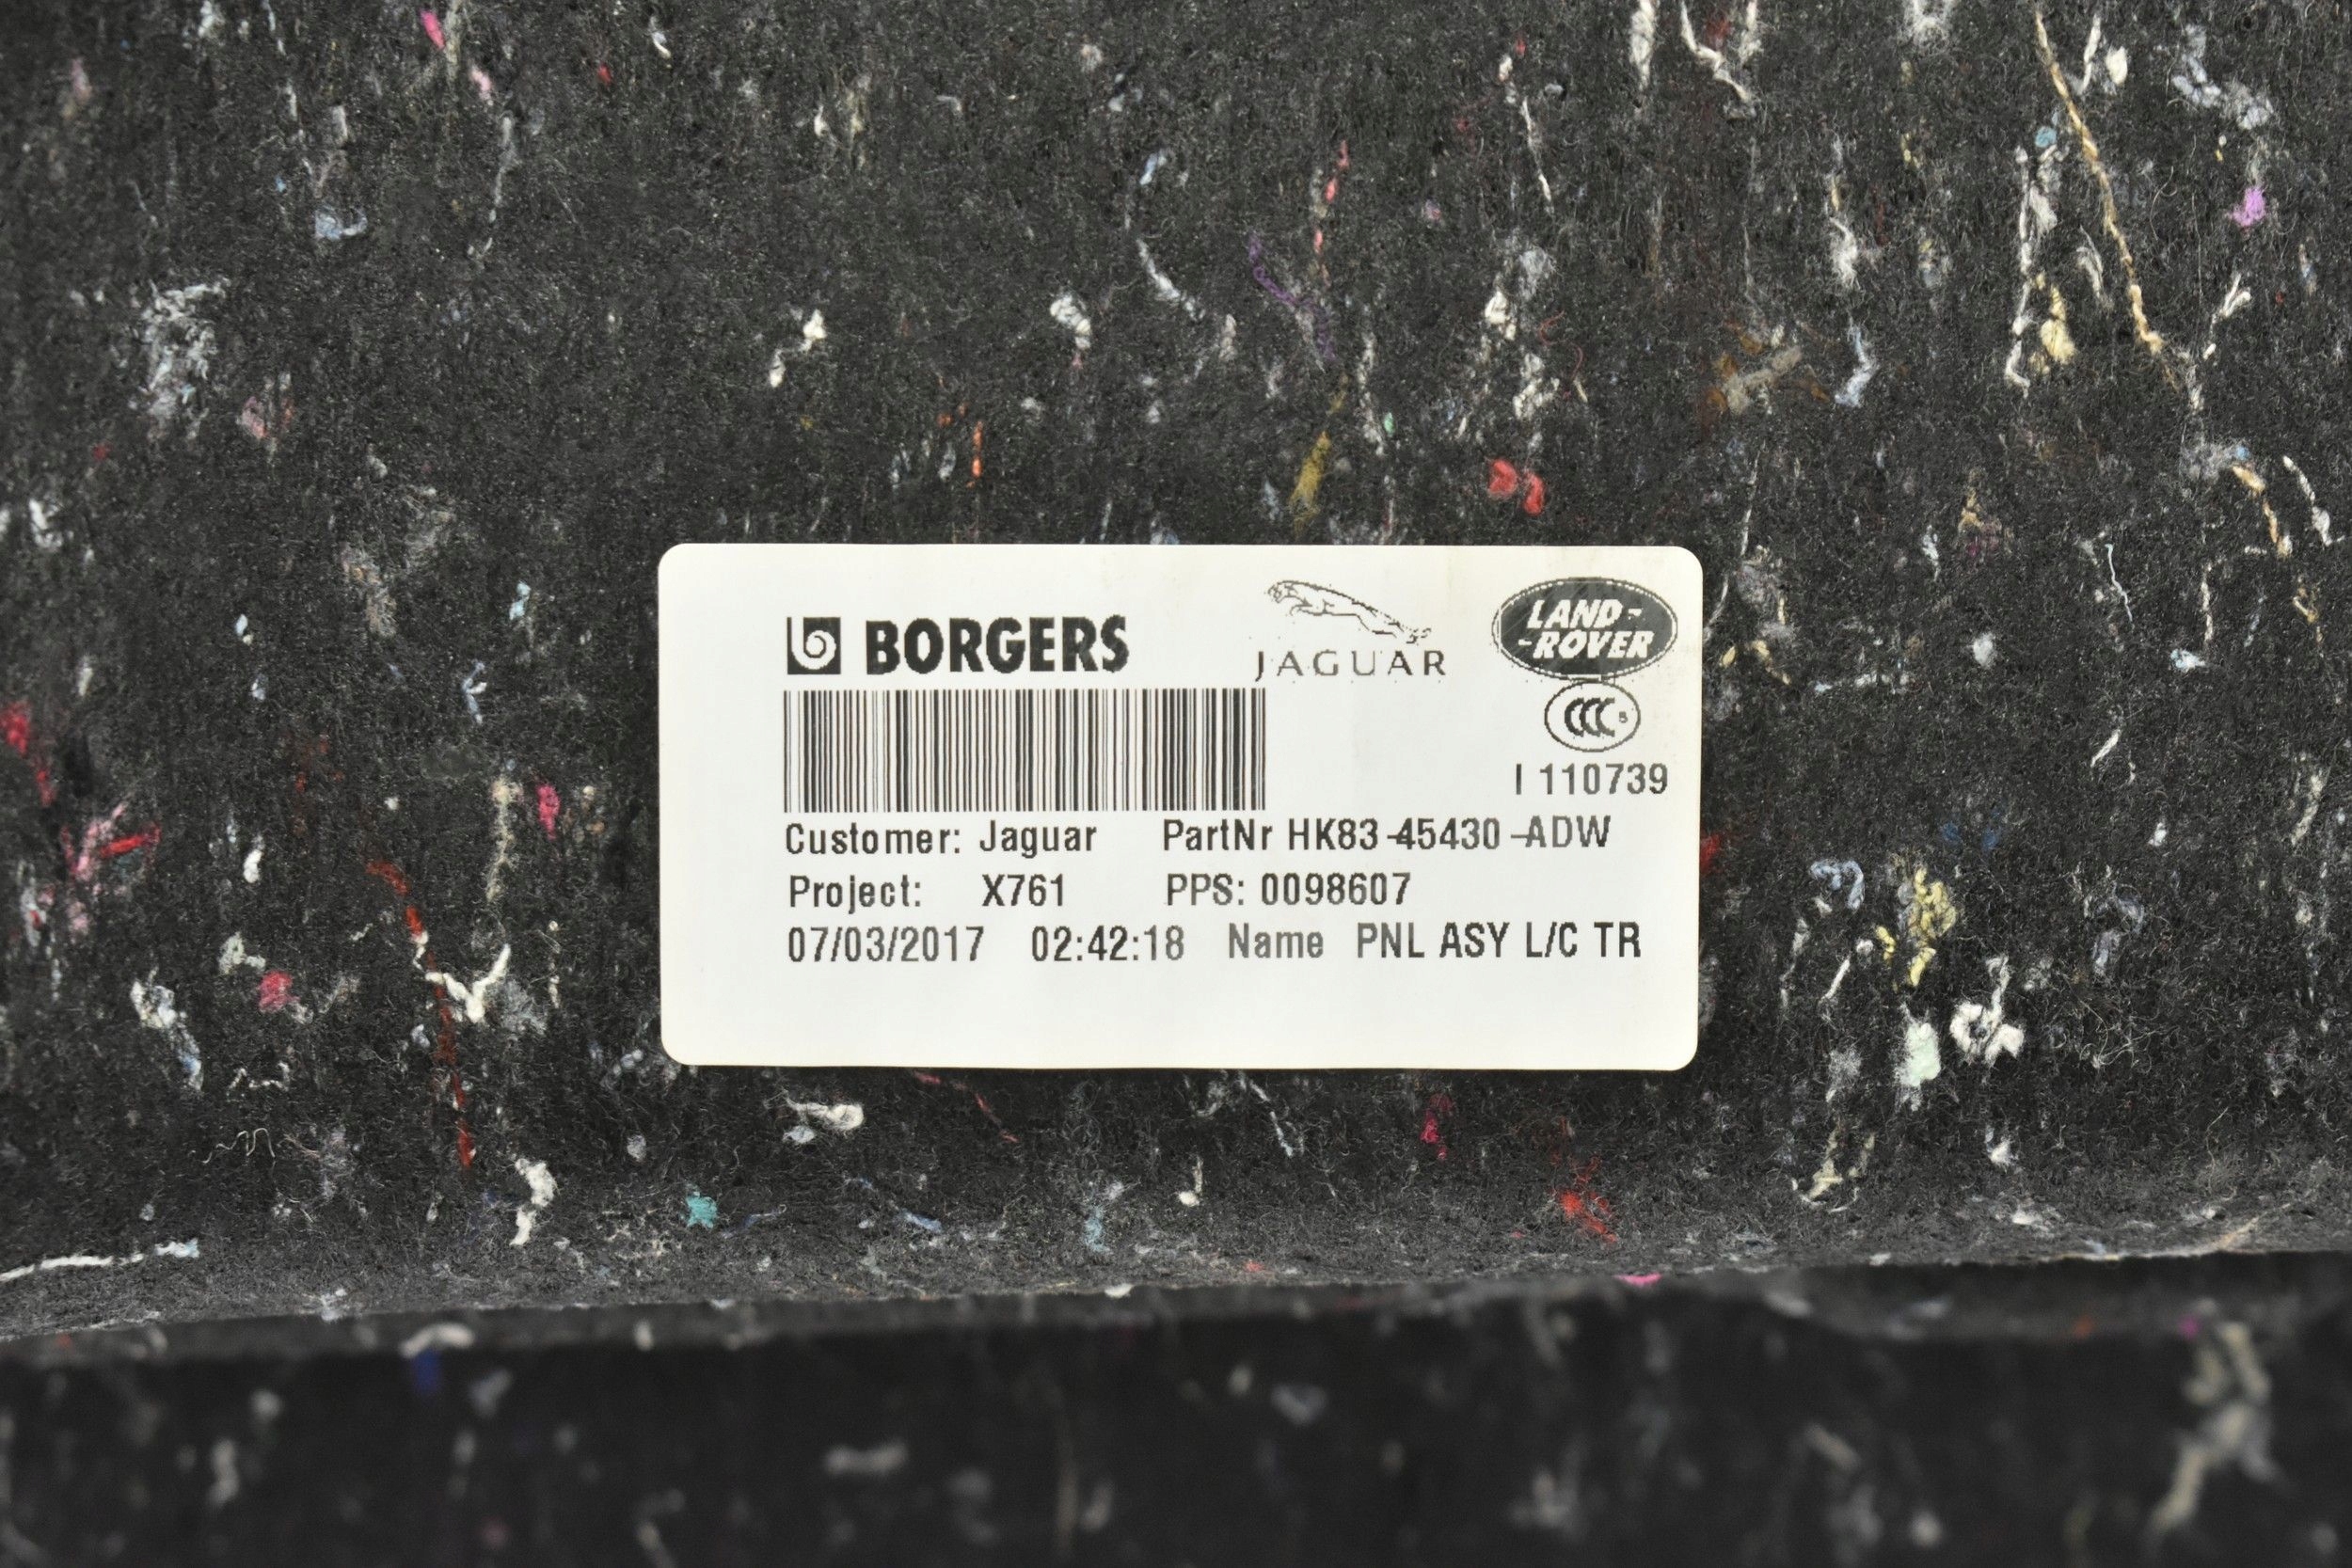 BORGERS
JAGUAR
LAND-
-ROVER
CCC S
I 110739
Customer: Jaguar PartNr HK83-45430-ADW
Project: X761 PPS: 0098607
07/03/2017 02:42:18 Name PNL ASY L/C TR